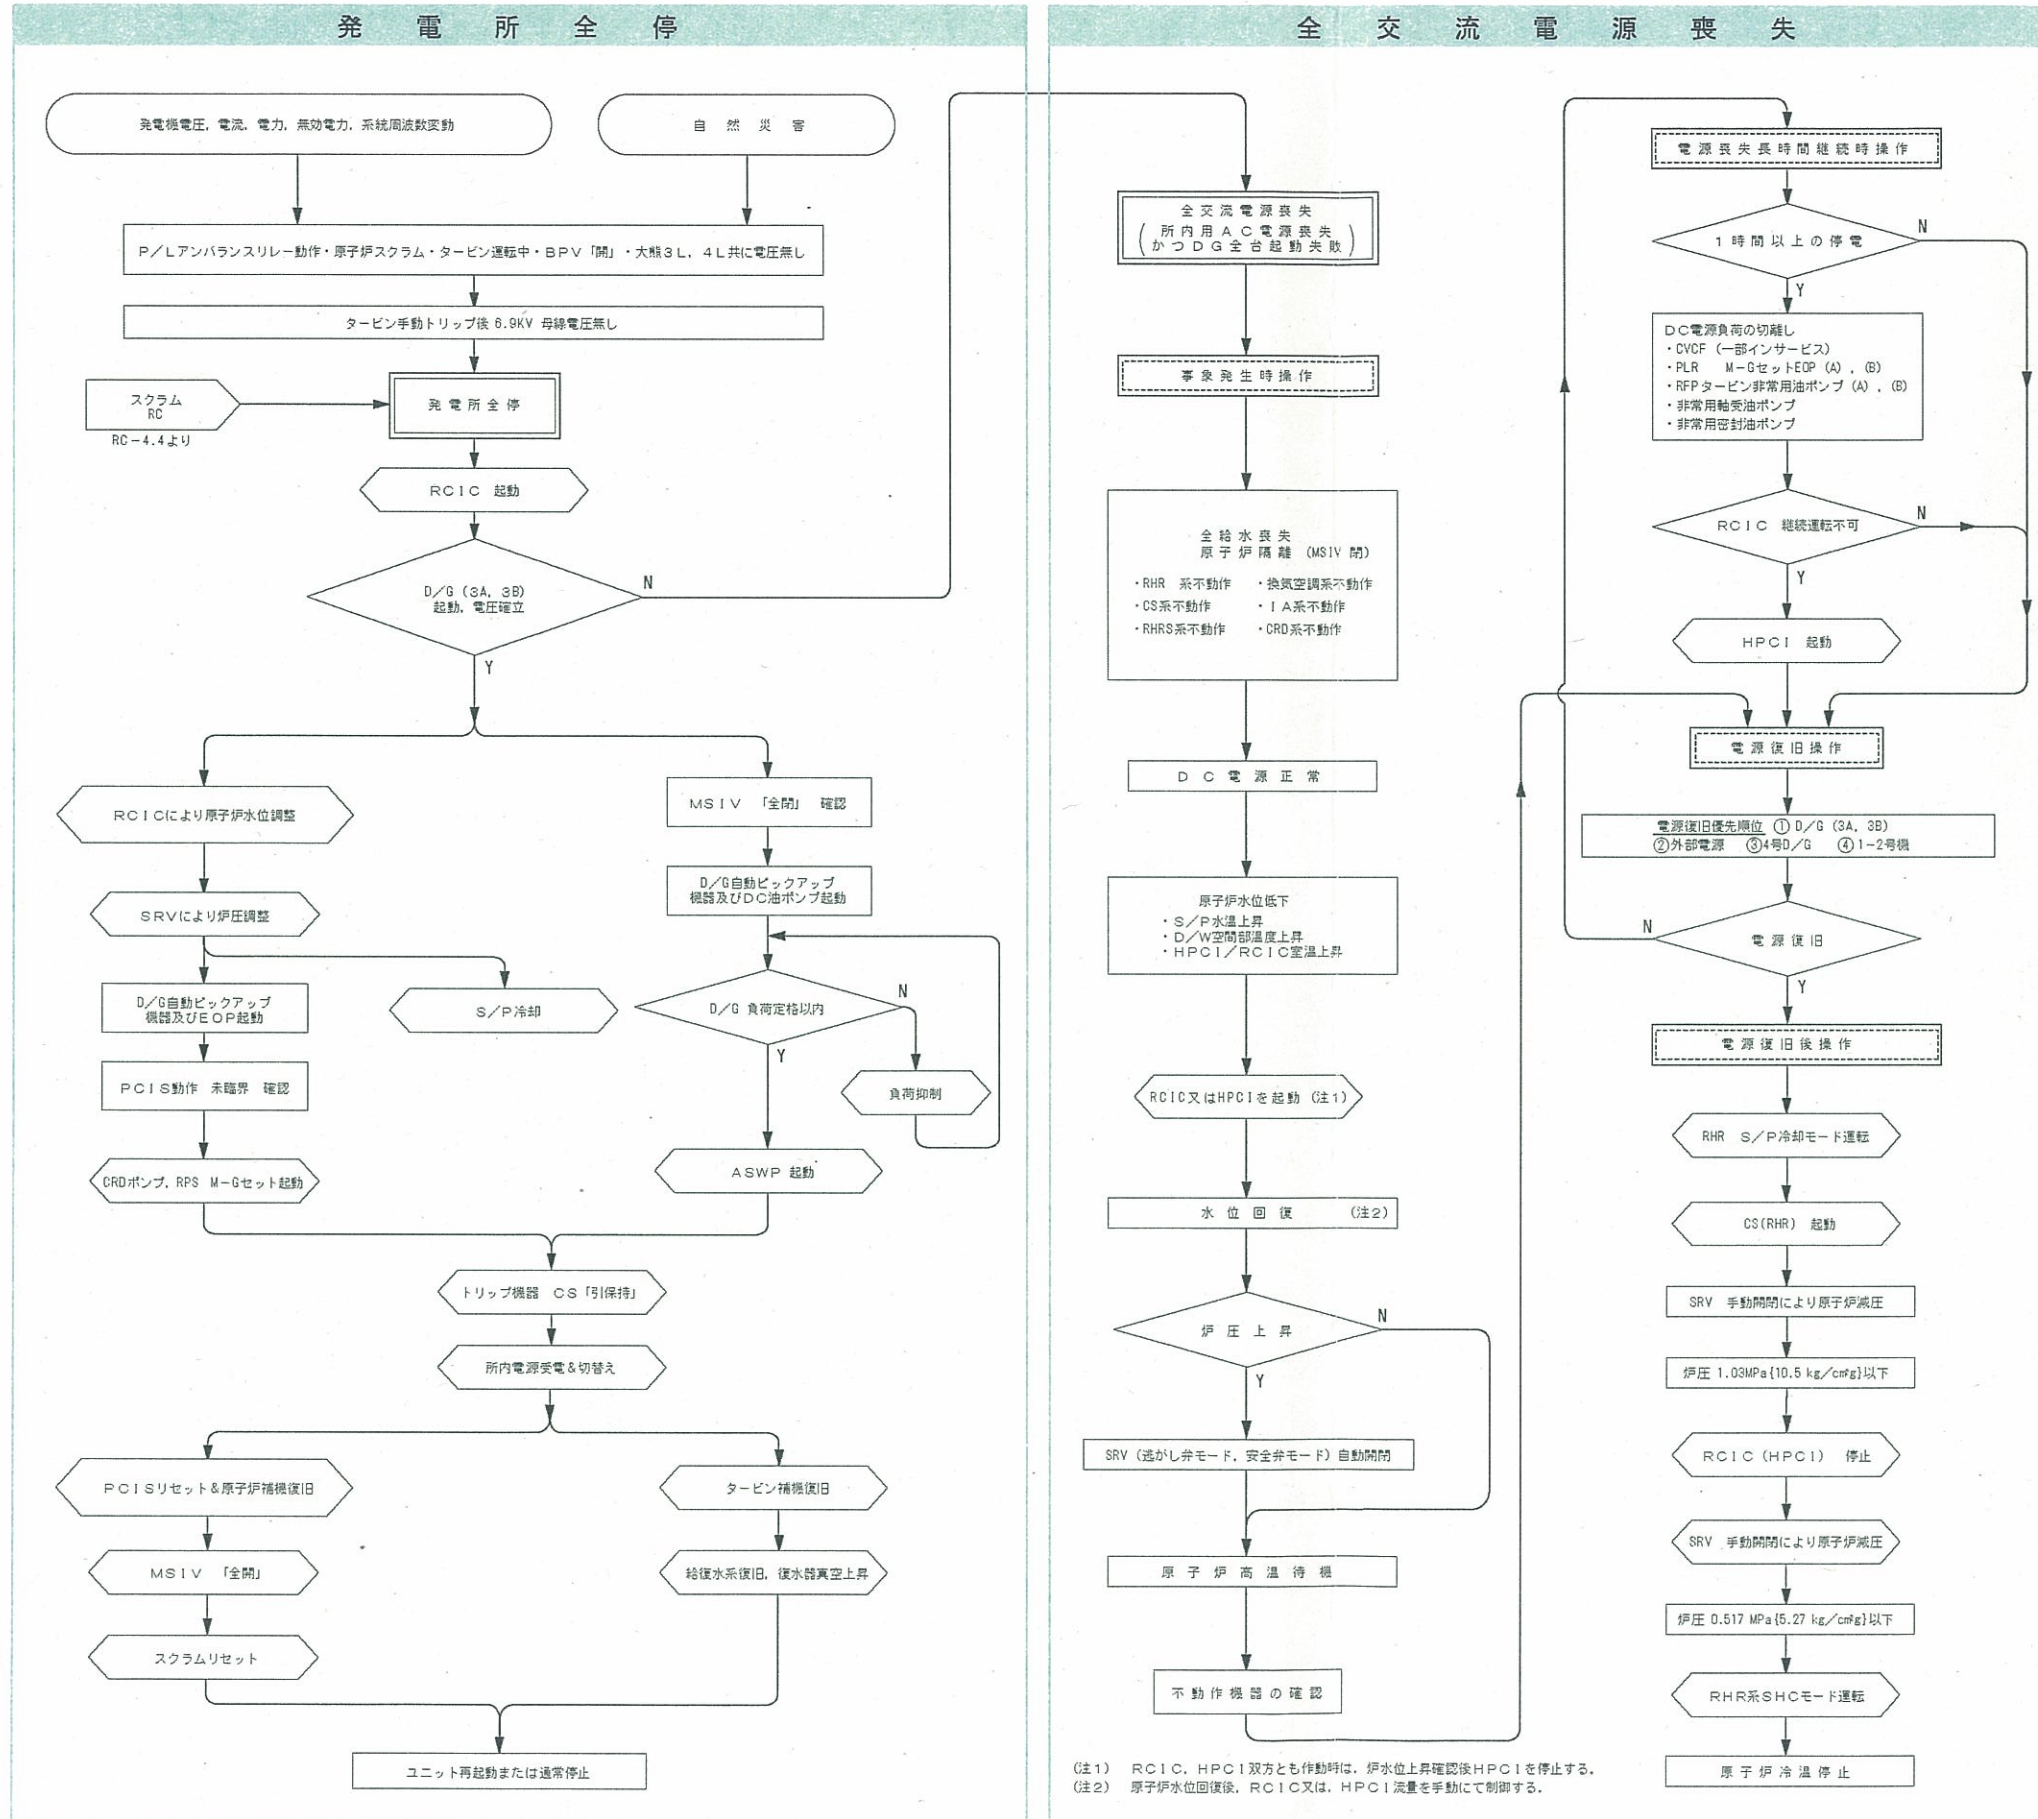 発電所全停
発電機電圧，電流，電力，無効電力，系統周波数変動
自然災害
P／Lアンバランスリレー動作・原子炉スクラム・タービン運転中・BPV「開」・大熊3L，4L共に電圧無し
タービン手動トリップ後 6.9KV 母線電圧無し
スクラム
RC
RC－4.4より
発電所全停
RCIC 起動
D／G (3A, 3B)
起動，電圧確立
N
Y
RCICにより原子炉水位調整
SRVにより炉圧調整
D／G自動ピックアップ
機器及びEOP起動
S／P冷却
PCIS動作 未臨界 確認
CRDポンプ，RPS M－Gセット起動
MSIV 「全閉」 確認
D／G自動ピックアップ
機器及びDC油ポンプ起動
D／G 負荷定格以内
N
Y
負荷抑制
ASWP 起動
トリップ機器 CS「引保持」
所内電源受電＆切替え
PCISリセット＆原子炉補機復旧
MSIV 「全開」
スクラムリセット
タービン補機復旧
給復水系復旧，復水器真空上昇
ユニット再起動または通常停止
全交流電源喪失
全交流電源喪失
(所内用AC電源喪失
かつDG全台起動失敗)
事象発生時操作
全給水喪失
原子炉隔離 (MSIV 閉)
・RHR 系不動作 ・換気空調系不動作
・CS系不動作 ・IA系不動作
・RHRS系不動作 ・CRD系不動作
DC電源正常
原子炉水位低下
・S／P水温上昇
・D／W空間部温度上昇
・HPCI／RCIC室温上昇
RCIC又はHPCIを起動 (注1)
水位回復 (注2)
炉圧上昇
N
Y
SRV (逃がし弁モード，安全弁モード) 自動開閉
原子炉高温待機
不動作機器の確認
電源喪失長時間継続時操作
1時間以上の停電
N
Y
DC電源負荷の切離し
・CVCF (一部インサービス)
・PLR M－GセットEOP (A)，(B)
・RFPタービン非常用油ポンプ (A)，(B)
・非常用軸受油ポンプ
・非常用密封油ポンプ
RCIC 継続運転不可
N
Y
HPCI 起動
電源復旧操作
電源復旧優先順位 ①D／G (3A, 3B)
②外部電源 ③4号D／G ④1－2号機
電源復旧
N
Y
電源復旧後操作
RHR S／P冷却モード運転
CS(RHR) 起動
SRV 手動開閉により原子炉減圧
炉圧 1.03MPa{10.5 kg／cm²g}以下
RCIC (HPCI) 停止
SRV 手動開閉により原子炉減圧
炉圧 0.517 MPa{5.27 kg／cm²g}以下
RHR系SHCモード運転
原子炉冷温停止
(注1) RCIC，HPCI双方とも作動時は，炉水位上昇確認後HPCIを停止する．
(注2) 原子炉水位回復後，RCIC又は，HPCI流量を手動にて制御する．